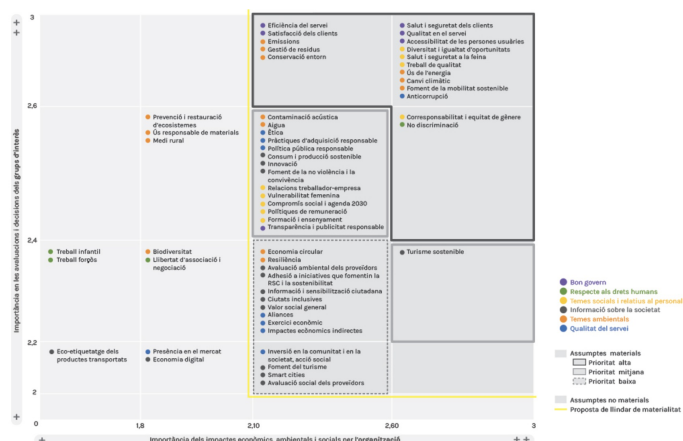 Importància en les avaluacions i decisions dels grups d'interès
+
+
+
3
2,6
2,4
2,2
2
0
1,8
2,10
2,60
3
Eficiència del servei
Satisfacció dels clients
Emissions
Gestió de residus
Conservació entorn
Salut i seguretat dels clients
Qualitat en el servei
Accessibilitat de les persones usuàries
Diversitat i igualtat d'oportunitats
Salut i seguretat a la feina
Treball de qualitat
Ús de l'energia
Canvi climàtic
Foment de la mobilitat sostenible
Anticorrupció
Prevenció i restauració
d'ecosistemes
Ús responsable de materials
Medi rural
Contaminació acústica
Aigua
Ètica
Pràctiques d'adquisició responsable
Política pública responsable
Consum i producció sostenible
Innovació
Foment de la no violència i la
convivència
Relacions treballador-empresa
Vulnerabilitat femenina
Compromís social i agenda 2030
Polítiques de remuneració
Formació i ensenyament
Transparència i publicitat responsable
Corresponsabilitat i equitat de gènere
No discriminació
Treball infantil
Treball forçós
Biodiversitat
Llibertat d'associació i
negociació
Economia circular
Resiliència
Avaluació ambiental dels proveïdors
Adhesió a iniciatives que fomentin la
RSC i la sostenibilitat
Informació i sensibilització ciutadana
Ciutats inclusives
Valor social general
Aliances
Exercici econòmic
Impactes ecònomics indirectes
Turisme sostenible
Eco-etiquetatge dels
productes transportats
Presència en el mercat
Economia digital
Inversió en la comunitat i en la
societat, acció social
Foment del turisme
Smart cities
Avaluació social dels proveïdors
Bon govern
Respecte als drets humans
Temes socials i relatius al personal
Informació sobre la societat
Temes ambientals
Qualitat del servei
Assumptes materials
Prioritat alta
Prioritat mitjana
Prioritat baixa
Assumptes no materials
Proposta de llindar de materialitat
+
Importància dels impactes econòmics, ambientals i socials per l'organització
+ +